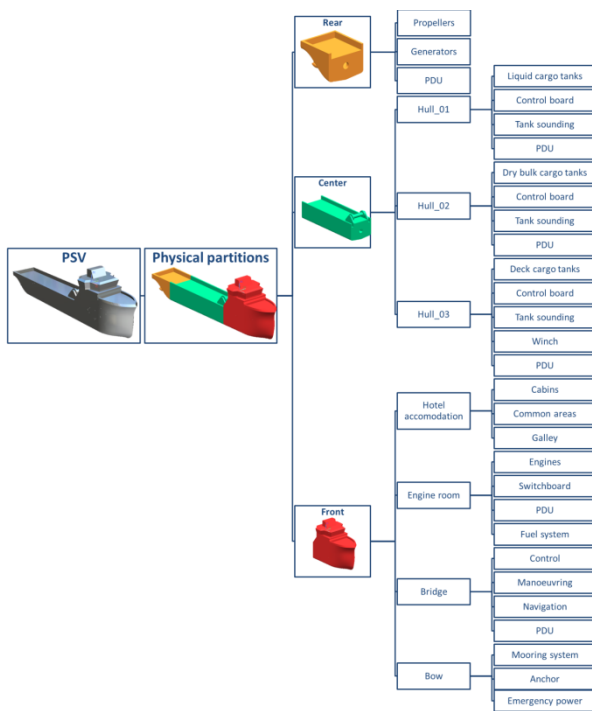 PSV
Physical partitions
Rear
Propellers
Generators
PDU
Center
Hull_01
Liquid cargo tanks
Control board
Tank sounding
PDU
Hull_02
Dry bulk cargo tanks
Control board
Tank sounding
PDU
Hull_03
Deck cargo tanks
Control board
Tank sounding
Winch
PDU
Front
Hotel
accomodation
Cabins
Common areas
Galley
Engine room
Engines
Switchboard
PDU
Fuel system
Bridge
Control
Manoeuvring
Navigation
PDU
Bow
Mooring system
Anchor
Emergency power